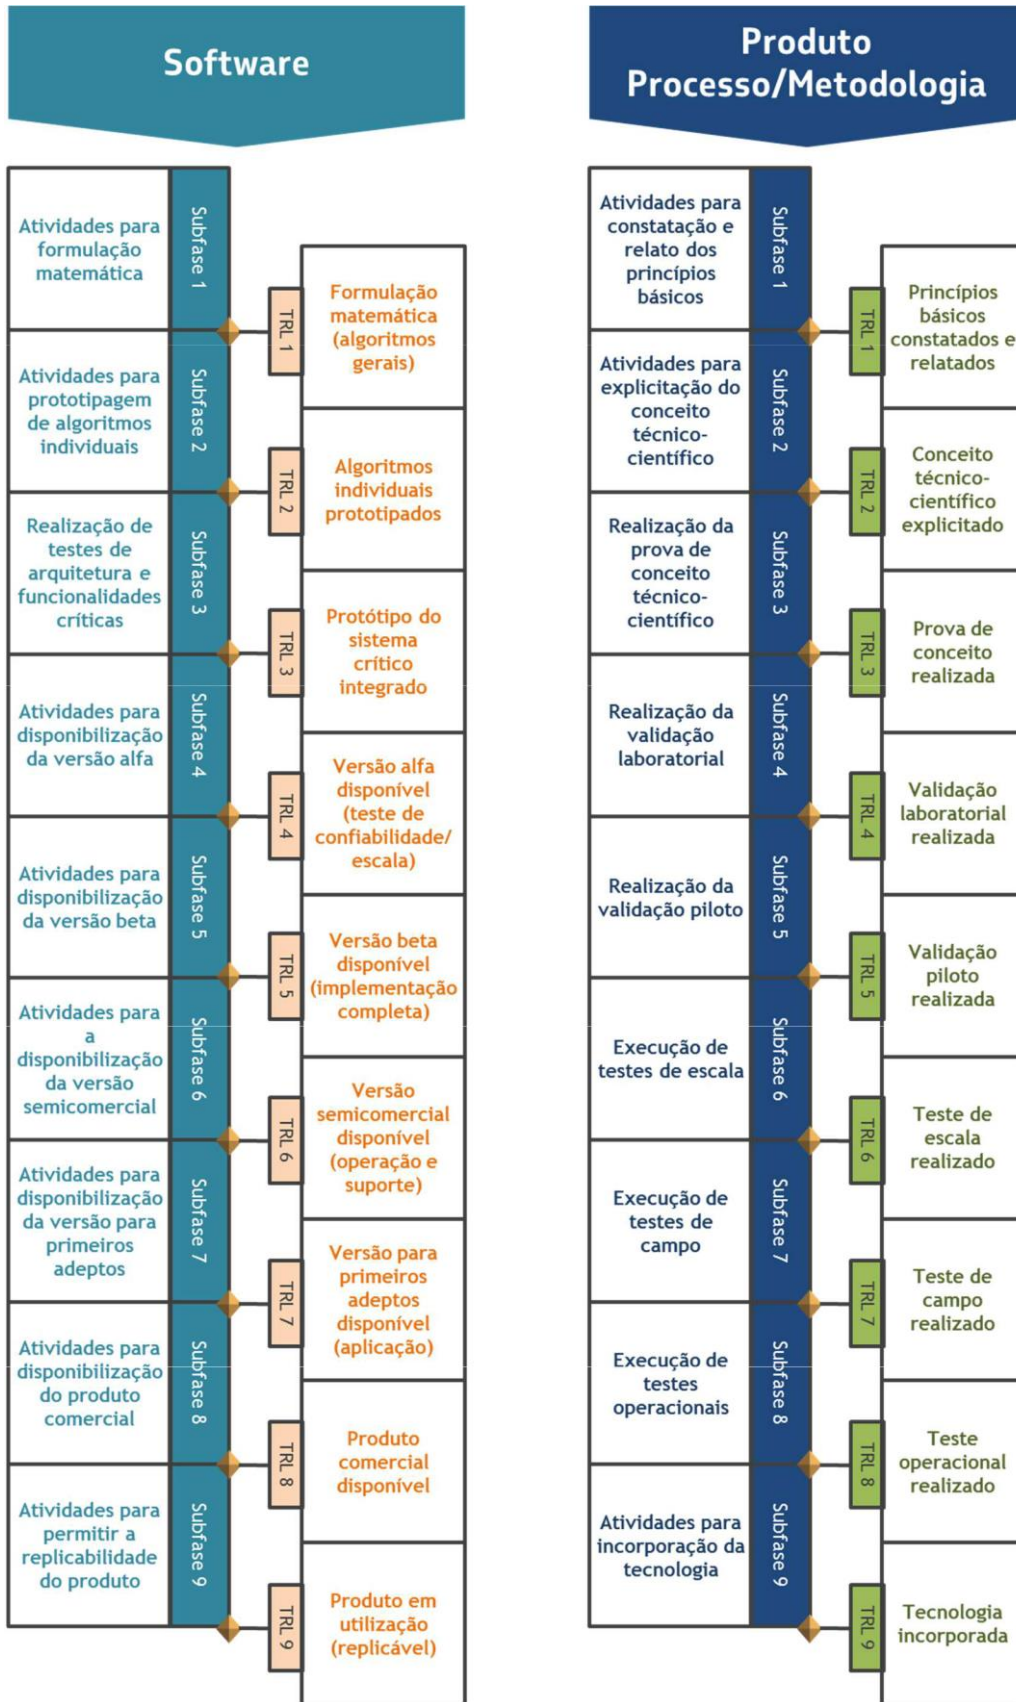 Software
Atividades para
formulação
matemática
Subfase 1
TRL 1
Formulação
matemática
(algoritmos
gerais)
Atividades para
prototipagem
de algoritmos
individuais
Subfase 2
TRL 2
Algoritmos
individuais
prototipados
Realização de
testes de
arquitetura e
funcionalidades
críticas
Subfase 3
TRL 3
Protótipo do
sistema
crítico
integrado
Atividades para
disponibilização
da versão alfa
Subfase 4
TRL 4
Versão alfa
disponível
(teste de
confiabilidade/
escala)
Atividades para
disponibilização
da versão beta
Subfase 5
TRL 5
Versão beta
disponível
(implementação
completa)
Atividades para
a
disponibilização
da versão
semicomercial
Subfase 6
TRL 6
Versão
semicomercial
disponível
(operação e
suporte)
Atividades para
disponibilização
da versão para
primeiros
adeptos
Subfase 7
TRL 7
Versão para
primeiros
adeptos
disponível
(aplicação)
Atividades para
disponibilização
do produto
comercial
Subfase 8
TRL 8
Produto
comercial
disponível
Atividades para
permitir a
replicabilidade
do produto
Subfase 9
TRL 9
Produto em
utilização
(replicável)
Produto
Processo/Metodologia
Atividades para
constatação e
relato dos
princípios
básicos
Subfase 1
TRL 1
Princípios
básicos
constatados e
relatados
Atividades para
explicitação do
conceito
técnico-
científico
Subfase 2
TRL 2
Conceito
técnico-
científico
explicitado
Realização da
prova de
conceito
técnico-
científico
Subfase 3
TRL 3
Prova de
conceito
realizada
Realização da
validação
laboratorial
Subfase 4
TRL 4
Validação
laboratorial
realizada
Realização da
validação piloto
Subfase 5
TRL 5
Validação
piloto
realizada
Execução de
testes de escala
Subfase 6
TRL 6
Teste de
escala
realizado
Execução de
testes de
campo
Subfase 7
TRL 7
Teste de
campo
realizado
Execução de
testes
operacionais
Subfase 8
TRL 8
Teste
operacional
realizado
Atividades para
incorporação da
tecnologia
Subfase 9
TRL 9
Tecnologia
incorporada